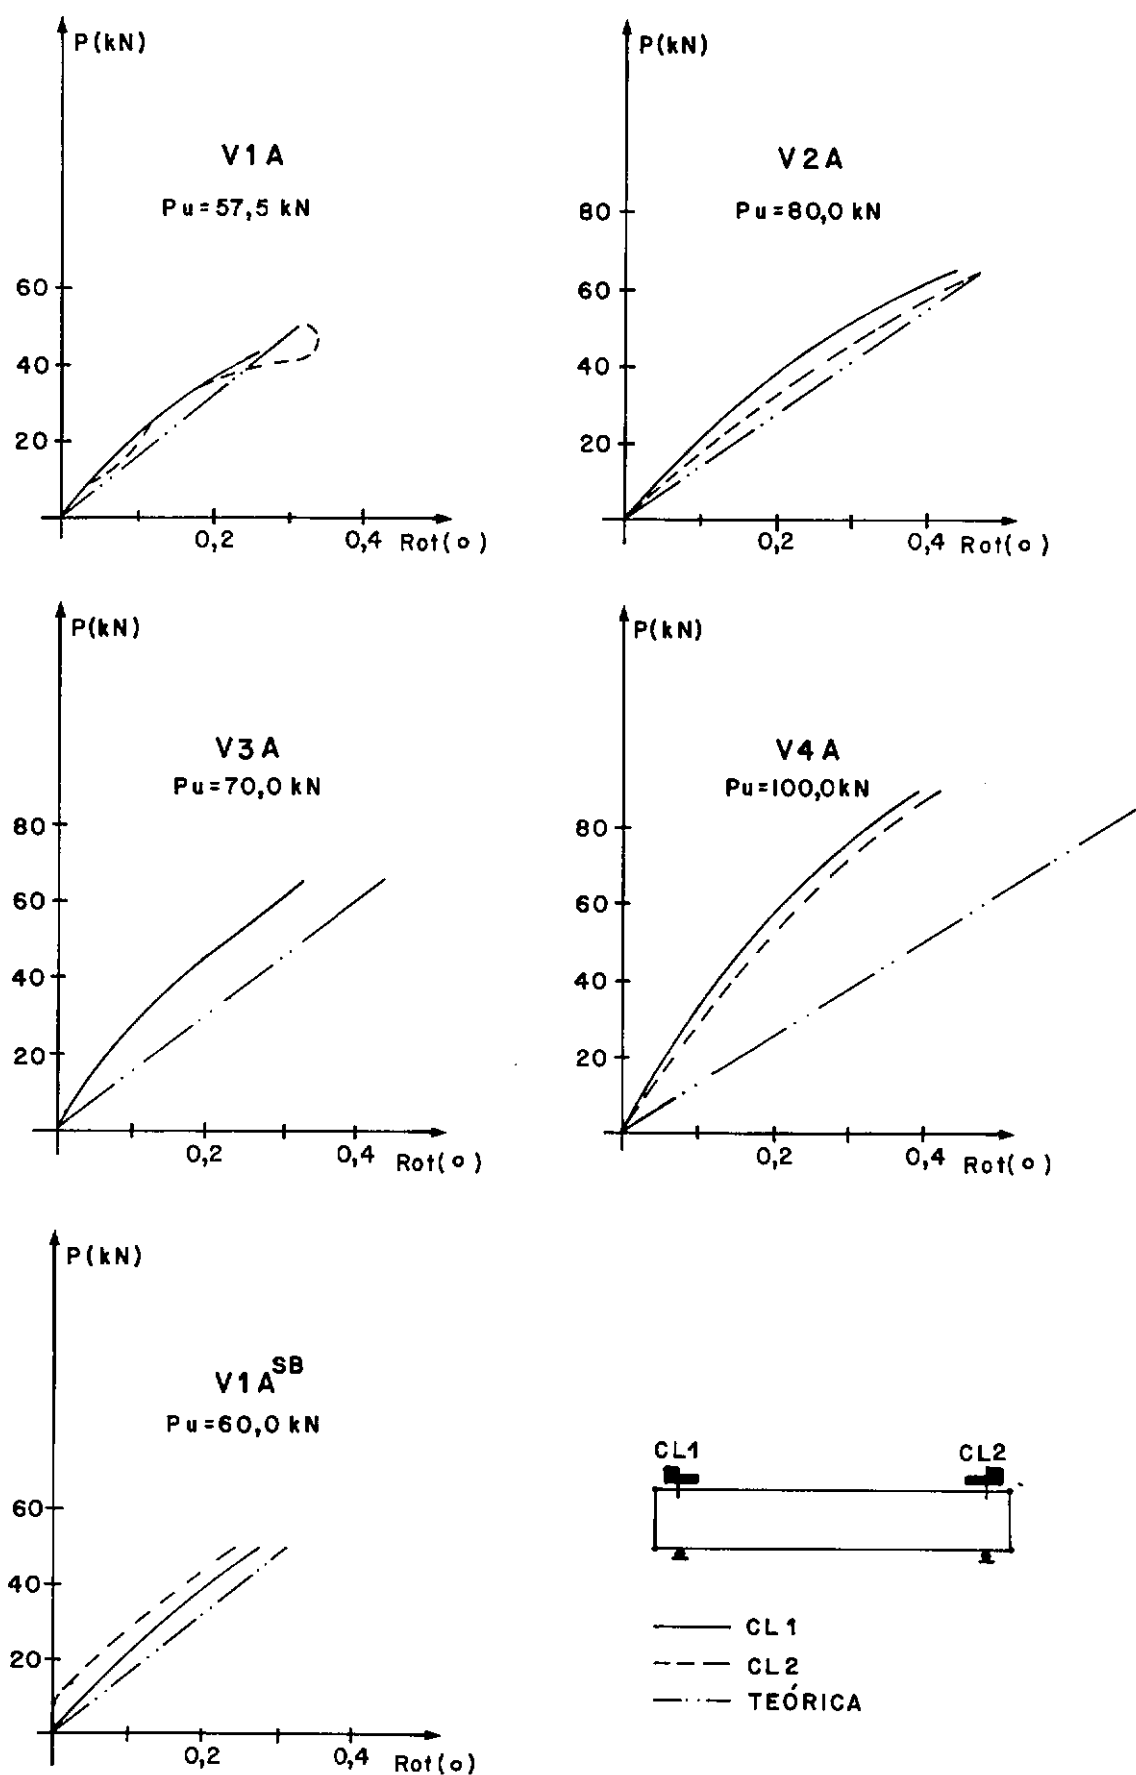 P(kN)
V1A
Pu=57,5 kN
60
40
20
0,2
0,4
Rot(o)
P(kN)
V2A
Pu=80,0 kN
80
60
40
20
0,2
0,4
Rot(o)
P(kN)
V3A
Pu=70,0 kN
80
60
40
20
0,2
0,4
Rot(o)
P(kN)
V4A
Pu=100,0kN
80
60
40
20
0,2
0,4
Rot(o)
P(kN)
V1A^SB
Pu=60,0 kN
60
40
20
0,2
0,4
Rot(o)
CL1
CL2
CL1
CL2
TEÓRICA